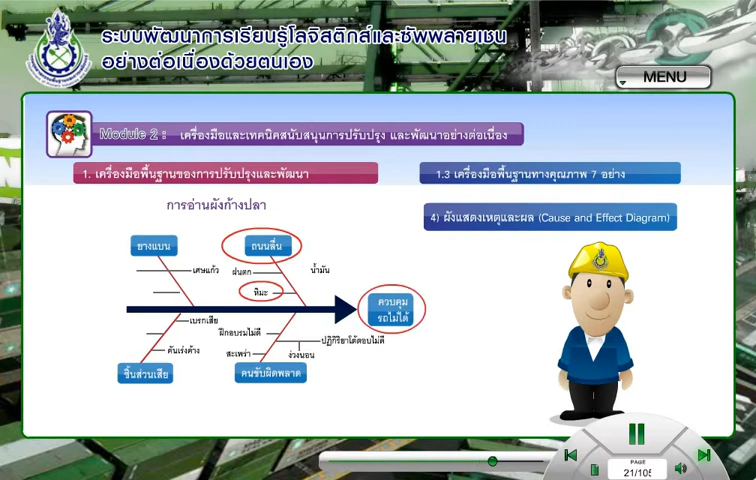 ระบบพัฒนาการเรียนรู้โลจิสติกส์และซัพพลายเชน
อย่างต่อเนื่องด้วยตนเอง
MENU
Module 2 : เครื่องมือและเทคนิคสนับสนุนการปรับปรุง และพัฒนาอย่างต่อเนื่อง
1. เครื่องมือพื้นฐานของการปรับปรุงและพัฒนา
1.3 เครื่องมือพื้นฐานทางคุณภาพ 7 อย่าง
การอ่านผังก้างปลา
4) ผังแสดงเหตุและผล (Cause and Effect Diagram)
ยางแบน
ถนนลื่น
เศษแก้ว
ฝนตก
น้ำมัน
หิมะ
ควบคุม
รถไม่ได้
เบรกเสีย
ฝึกอบรมไม่ดี
ปฏิกิริยาโต้ตอบไม่ดี
คันเร่งค้าง
สะเพร่า
ง่วงนอน
ชิ้นส่วนเสีย
คนขับผิดพลาด
PAGE
21/105